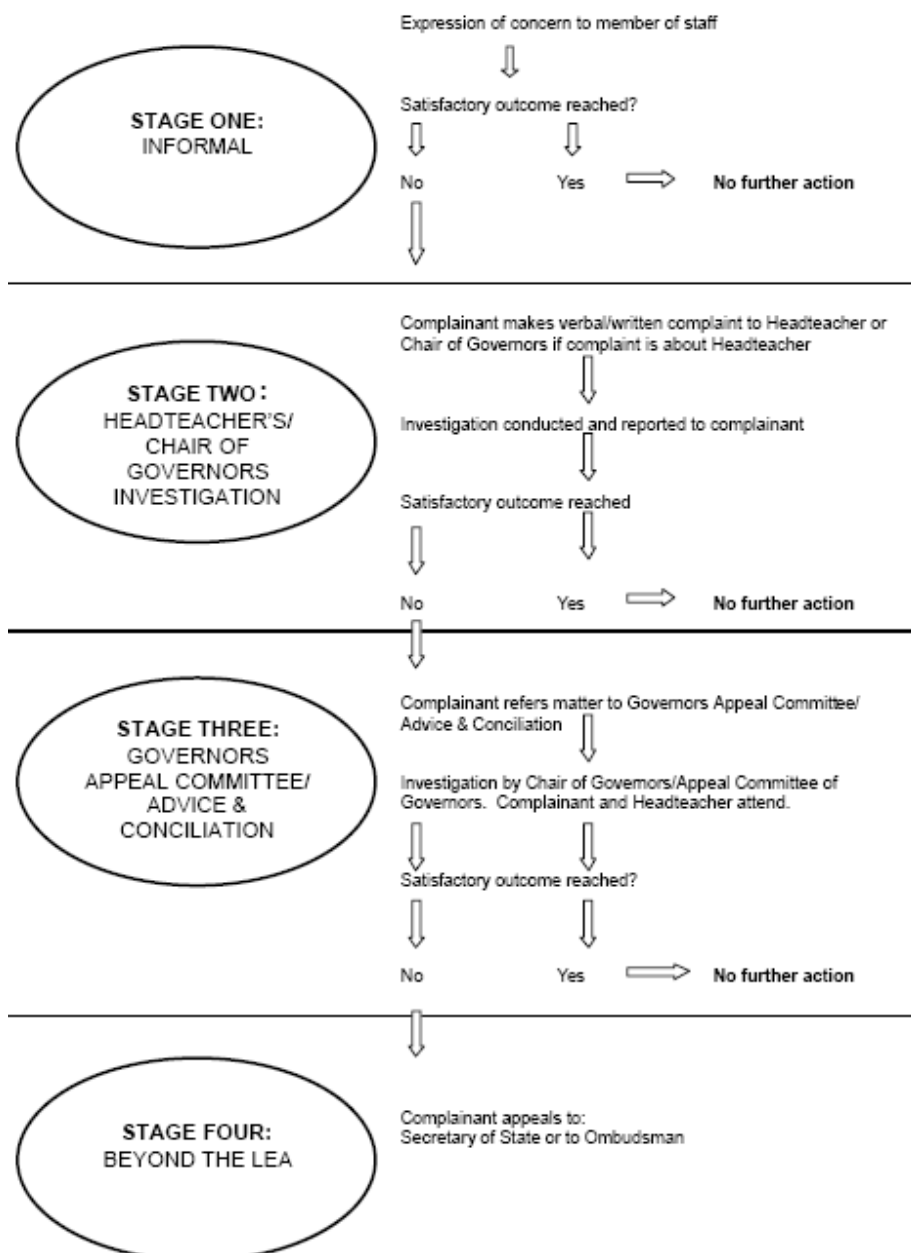 Expression of concern to member of staff
STAGE ONE:
INFORMAL
Satisfactory outcome reached?
No Yes No further action
Complainant makes verbal/written complaint to Headteacher or
Chair of Governors if complaint is about Headteacher
STAGE TWO:
HEADTEACHER'S/
CHAIR OF
GOVERNORS
INVESTIGATION
Investigation conducted and reported to complainant
Satisfactory outcome reached
No Yes No further action
Complainant refers matter to Governors Appeal Committee/
Advice & Conciliation
STAGE THREE:
GOVERNORS
APPEAL COMMITTEE/
ADVICE &
CONCILIATION
Investigation by Chair of Governors/Appeal Committee of
Governors. Complainant and Headteacher attend.
Satisfactory outcome reached?
No Yes No further action
STAGE FOUR:
BEYOND THE LEA
Complainant appeals to:
Secretary of State or to Ombudsman